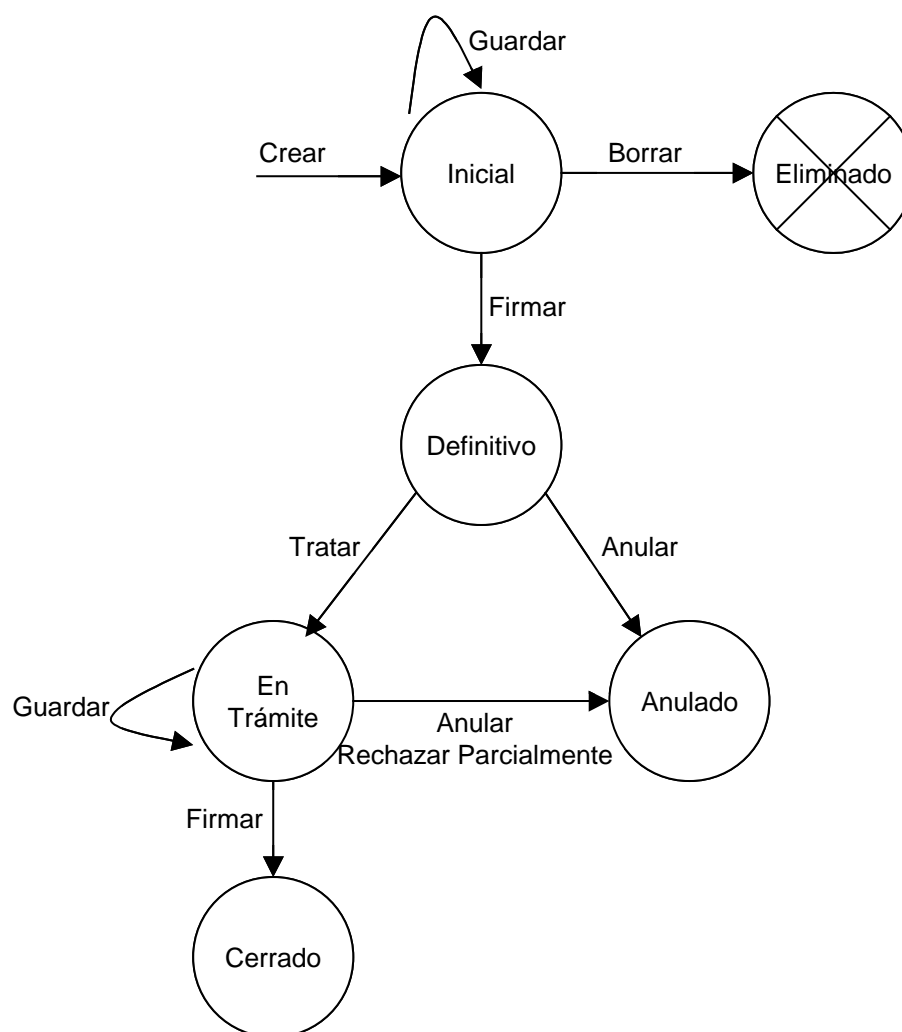 Guardar
Crear
Inicial
Borrar
Eliminado
Firmar
Definitivo
Tratar
Anular
En
Trámite
Guardar
Anular
Rechazar Parcialmente
Anulado
Firmar
Cerrado